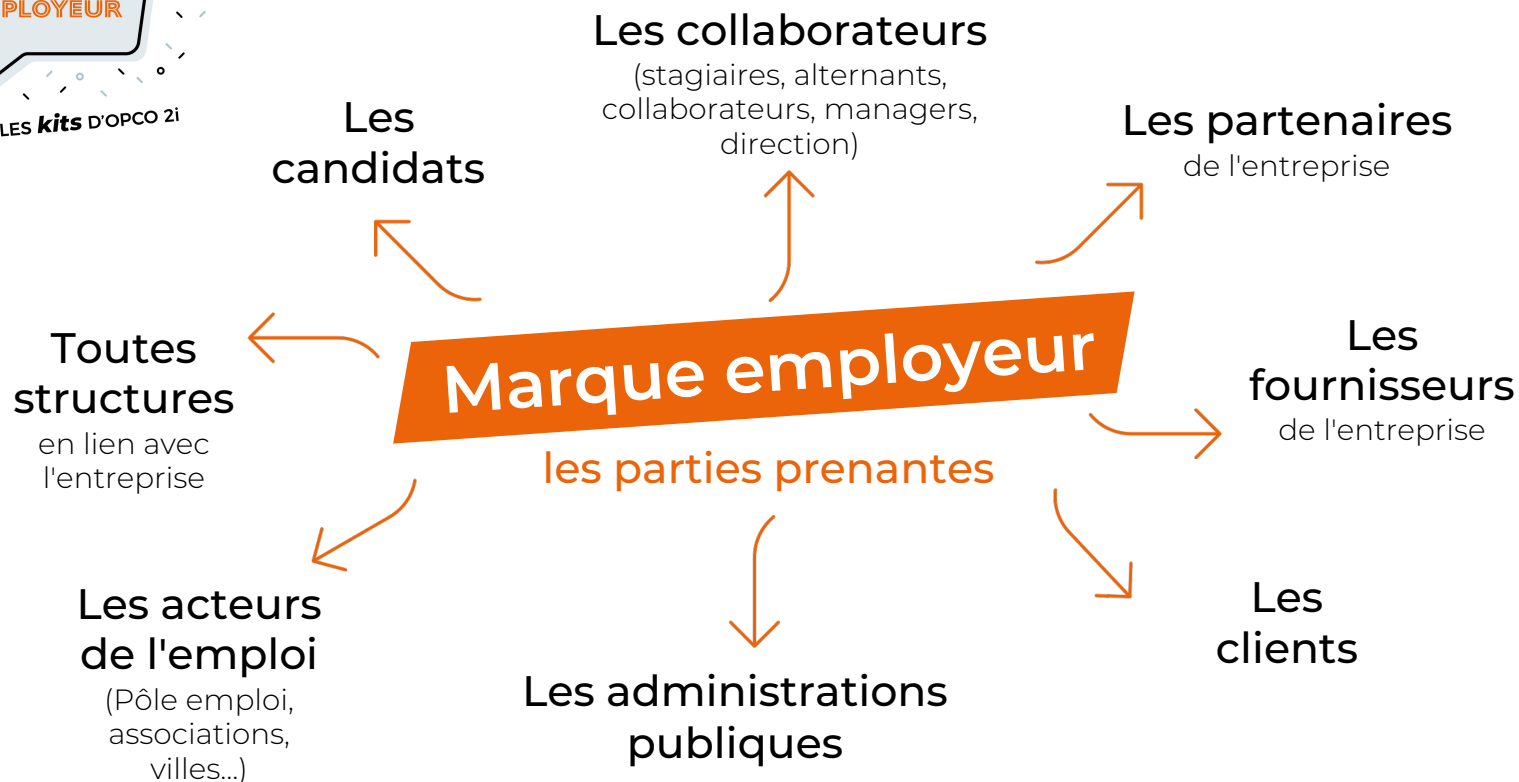 PLOYEUR
LES kits D'OPCO 2i
Les collaborateurs
(stagiaires, alternants,
collaborateurs, managers,
direction)
Les
candidats
Les partenaires
de l'entreprise
Toutes
structures
en lien avec
l'entreprise
Marque employeur
les parties prenantes
Les
fournisseurs
de l'entreprise
Les acteurs
de l'emploi
(Pôle emploi,
associations,
villes...)
Les administrations
publiques
Les
clients